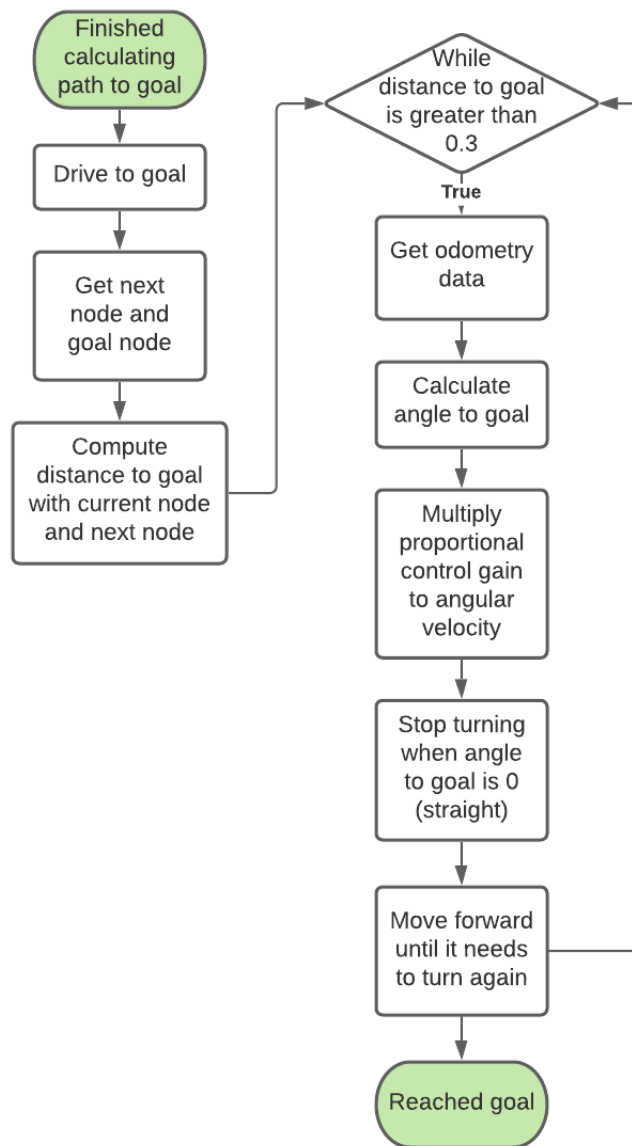 Finished
calculating
path to goal
Drive to goal
Get next
node and
goal node
Compute
distance to goal
with current node
and next node
While
distance to goal
is greater than
0.3
True
Get odometry
data
Calculate
angle to goal
Multiply
proportional
control gain
to angular
velocity
Stop turning
when angle
to goal is 0
(straight)
Move forward
until it needs
to turn again
Reached goal